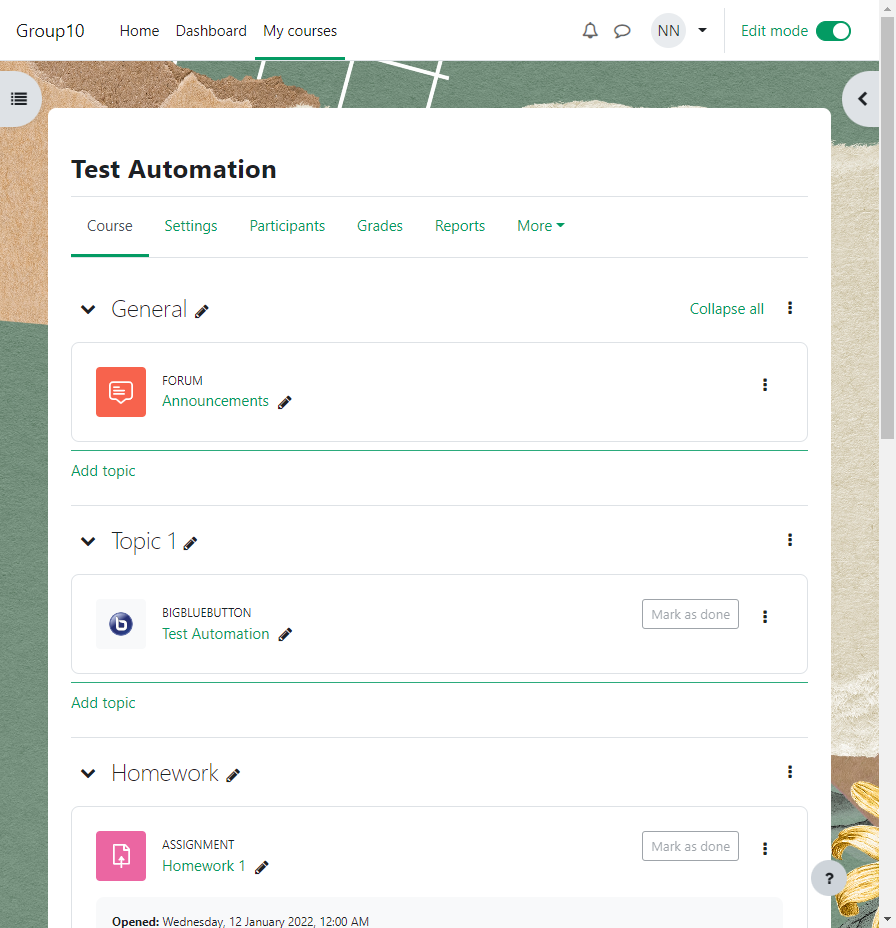 Group10 Home Dashboard My courses NN Edit mode
Test Automation
Course Settings Participants Grades Reports More
General Collapse all
FORUM
Announcements
Add topic
Topic 1
BIGBLUEBUTTON Mark as done
Test Automation
Add topic
Homework
ASSIGNMENT Mark as done
Homework 1
?
Opened: Wednesday, 12 January 2022, 12:00 AM